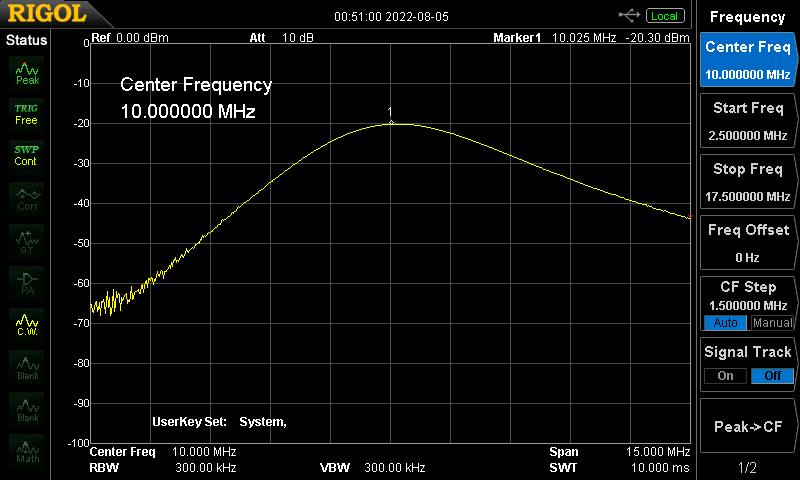 RIGOL
00:51:00 2022-08-05
Local
Status
Peak
TRIG
Free
SWP
Cont
Corr
S.T.
PA
C.W.
Blank
Blank
Math
Ref 0.00 dBm Att 10 dB Marker1 10.025 MHz -20.30 dBm
Center Frequency
10.000000 MHz
1
0
-10
-20
-30
-40
-50
-60
-70
-80
-90
-100
UserKey Set: System,
Center Freq 10.000 MHz Span 15.000 MHz
RBW 300.00 kHz VBW 300.00 kHz SWT 10.000 ms
Frequency
Center Freq
10.000000 MHz
Start Freq
2.500000 MHz
Stop Freq
17.500000 MHz
Freq Offset
0 Hz
CF Step
1.500000 MHz
Auto Manual
Signal Track
On Off
Peak->CF
1/2